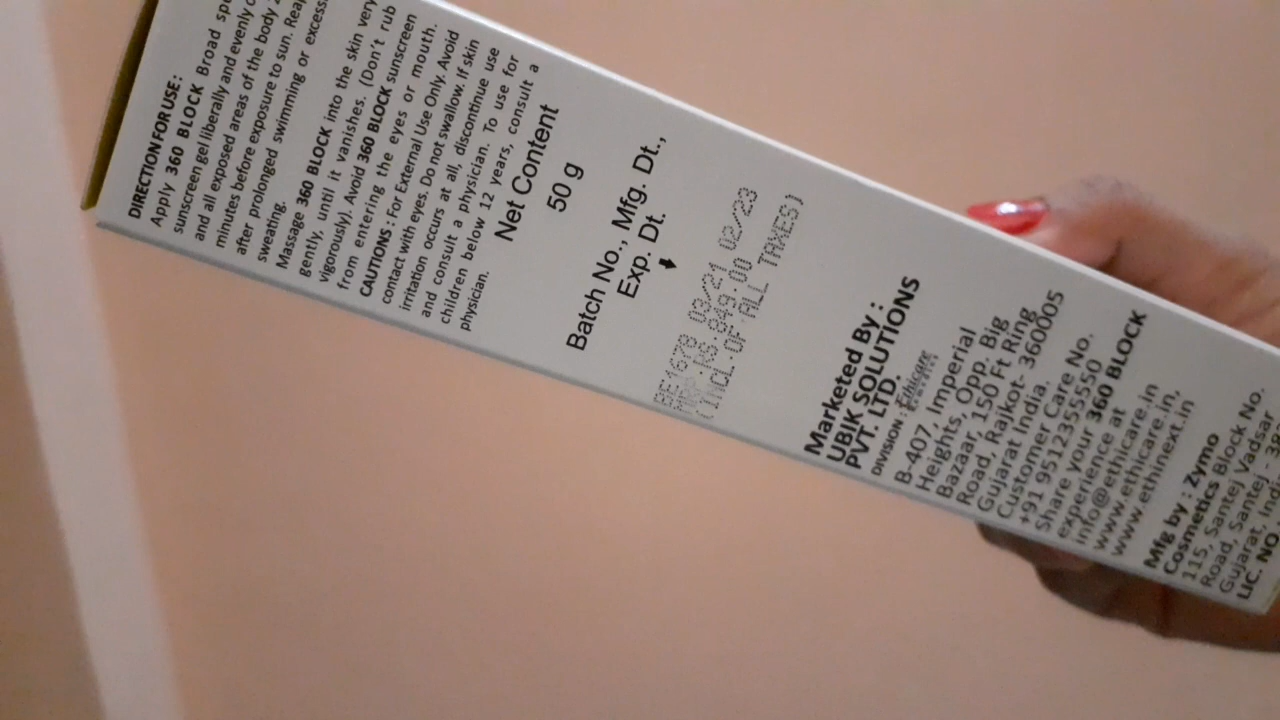 DIRECTION FOR USE:
Apply 360 BLOCK Broad
sunscreen gel liberally and evenly
and all exposed areas of the body
minutes before exposure to sun.
after prolonged swimming or
sweating.
Massage 360 BLOCK into the skin very
gently, until it vanishes. (Don't rub
vigorously). Avoid 360 BLOCK sunscreen
from entering the eyes or mouth.
CAUTIONS : For External Use Only. Avoid
contact with eyes. Do not swallow. If skin
irritation occurs at all, discontinue use
and consult a physician. To use for
children below 12 years, consult a
physician.
Net Content
50 g
Batch No., Mfg. Dt.,
Exp. Dt.
BE1678 03/21 02/23
MRP.:RS.849.00
(INCL.OF ALL TAXES)
Marketed By :
UBIK SOLUTIONS
PVT. LTD.
DIVISION : Ethicare
B-407, Imperial
Heights, Opp. Big
Bazaar, 150 Ft Ring
Road, Rajkot- 360005
Gujarat India.
Customer Care No.
+91 9512355550
Share your 360 BLOCK
experience at
info@ethicare.in
www.ethicare.in,
www.ethinext.in
Mfg by : Zymo
Cosmetics Block No.
115, Santej Vadsar
Road, Santej -
Gujarat,
LIC. NO.